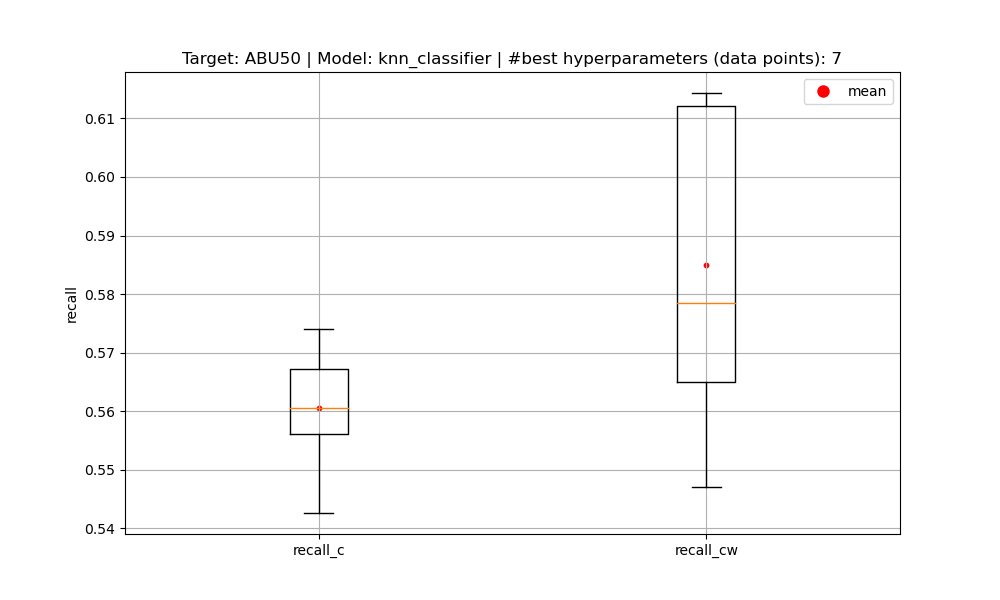 Target: ABU50 | Model: knn_classifier | #best hyperparameters (data points): 7
mean
0.61
0.60
0.59
0.58
0.57
0.56
0.55
0.54
recall
recall_c
recall_cw